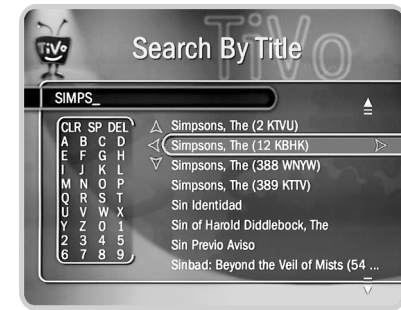 TiVo
TiVo
Search By Title
SIMPS_
CLR SP DEL
A B C D
E F G H
I J K L
M N O P
Q R S T
U V W X
Y Z 0 1
2 3 4 5
6 7 8 9
Simpsons, The (2 KTVU)
Simpsons, The (12 KBHK)
Simpsons, The (388 WNYW)
Simpsons, The (389 KTTV)
Sin Identidad
Sin of Harold Diddlebock, The
Sin Previo Aviso
Sinbad: Beyond the Veil of Mists (54 ...